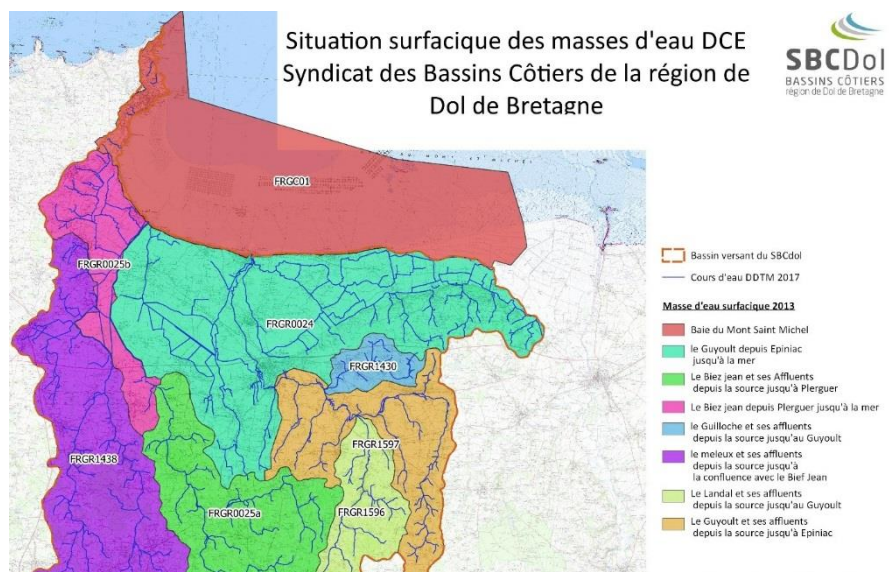 Situation surfacique des masses d'eau DCE
Syndicat des Bassins Côtiers de la région de
Dol de Bretagne
SBCDol
BASSINS CÔTIERS
région de Dol de Bretagne
FRGC01
FRGR0025b
FRGR0024
FRGR1430
FRGR1597
FRGR1438
FRGR0025a
FRGR1596
Bassin versant du SBCdol
Cours d'eau DDTM 2017
Masse d'eau surfacique 2013
Baie du Mont Saint Michel
le Guyoult depuis Epiniac
jusqu'à la mer
Le Biez jean et ses Affluents
depuis la source jusqu'à Plerguer
Le Biez jean depuis Plerguer jusqu'à la mer
le Guilloche et ses affluents
depuis la source jusqu'au Guyoult
le meleux et ses affluents
depuis la source jusqu'à
la confluence avec le Bief Jean
Le Landal et ses affluents
depuis la source jusqu'au Guyoult
Le Guyoult et ses affluents
depuis la source jusqu'à Epiniac